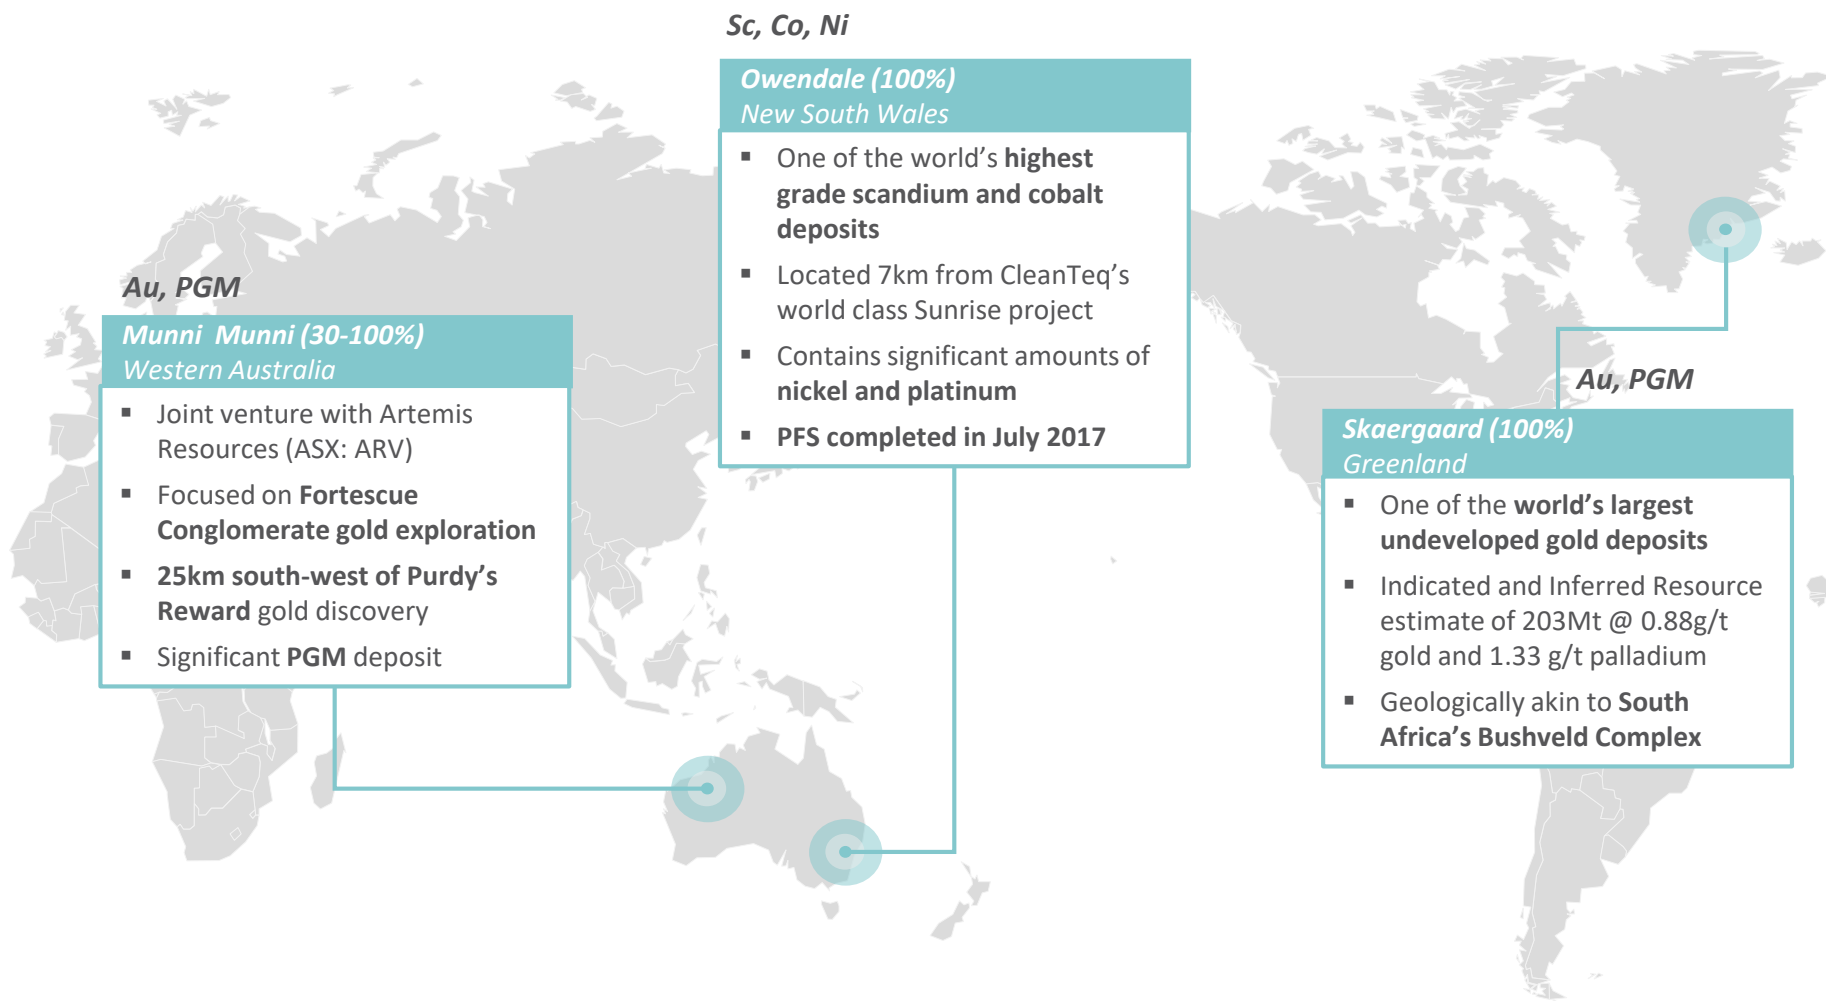 Sc, Co, Ni
Owendale (100%)
New South Wales
▪ One of the world’s highest
grade scandium and cobalt
deposits
▪ Located 7km from CleanTeq’s
world class Sunrise project
▪ Contains significant amounts of
nickel and platinum
▪ PFS completed in July 2017
Au, PGM
Munni Munni (30-100%)
Western Australia
▪ Joint venture with Artemis
Resources (ASX: ARV)
▪ Focused on Fortescue
Conglomerate gold exploration
▪ 25km south-west of Purdy’s
Reward gold discovery
▪ Significant PGM deposit
Au, PGM
Skaergaard (100%)
Greenland
▪ One of the world’s largest
undeveloped gold deposits
▪ Indicated and Inferred Resource
estimate of 203Mt @ 0.88g/t
gold and 1.33 g/t palladium
▪ Geologically akin to South
Africa’s Bushveld Complex